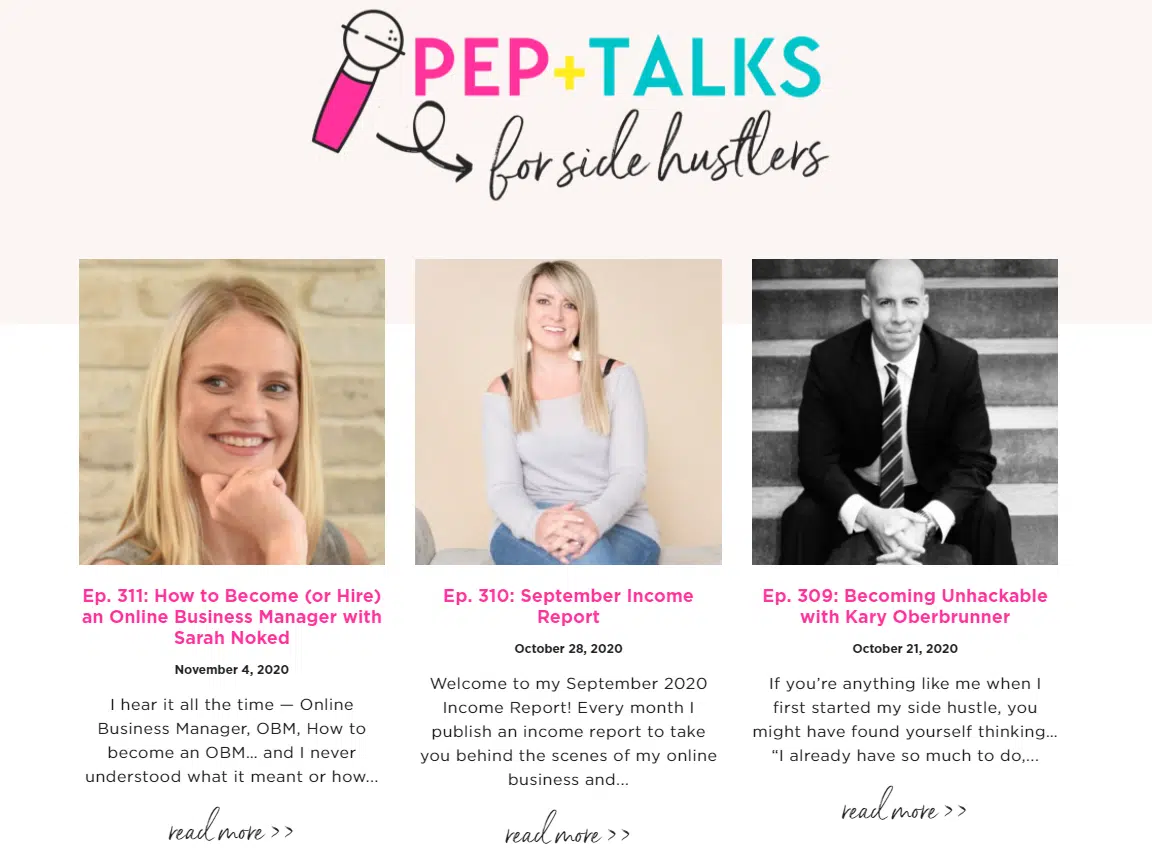 PEP+TALKS
for side hustlers
Ep. 311: How to Become (or Hire)
an Online Business Manager with
Sarah Noked
November 4, 2020
I hear it all the time — Online
Business Manager, OBM, How to
become an OBM... and I never
understood what it meant or how...
read more >>
Ep. 310: September Income
Report
October 28, 2020
Welcome to my September 2020
Income Report! Every month I
publish an income report to take
you behind the scenes of my online
business and...
read more >>
Ep. 309: Becoming Unhackable
with Kary Oberbrunner
October 21, 2020
If you’re anything like me when I
first started my side hustle, you
might have found yourself thinking...
“I already have so much to do,...
read more >>